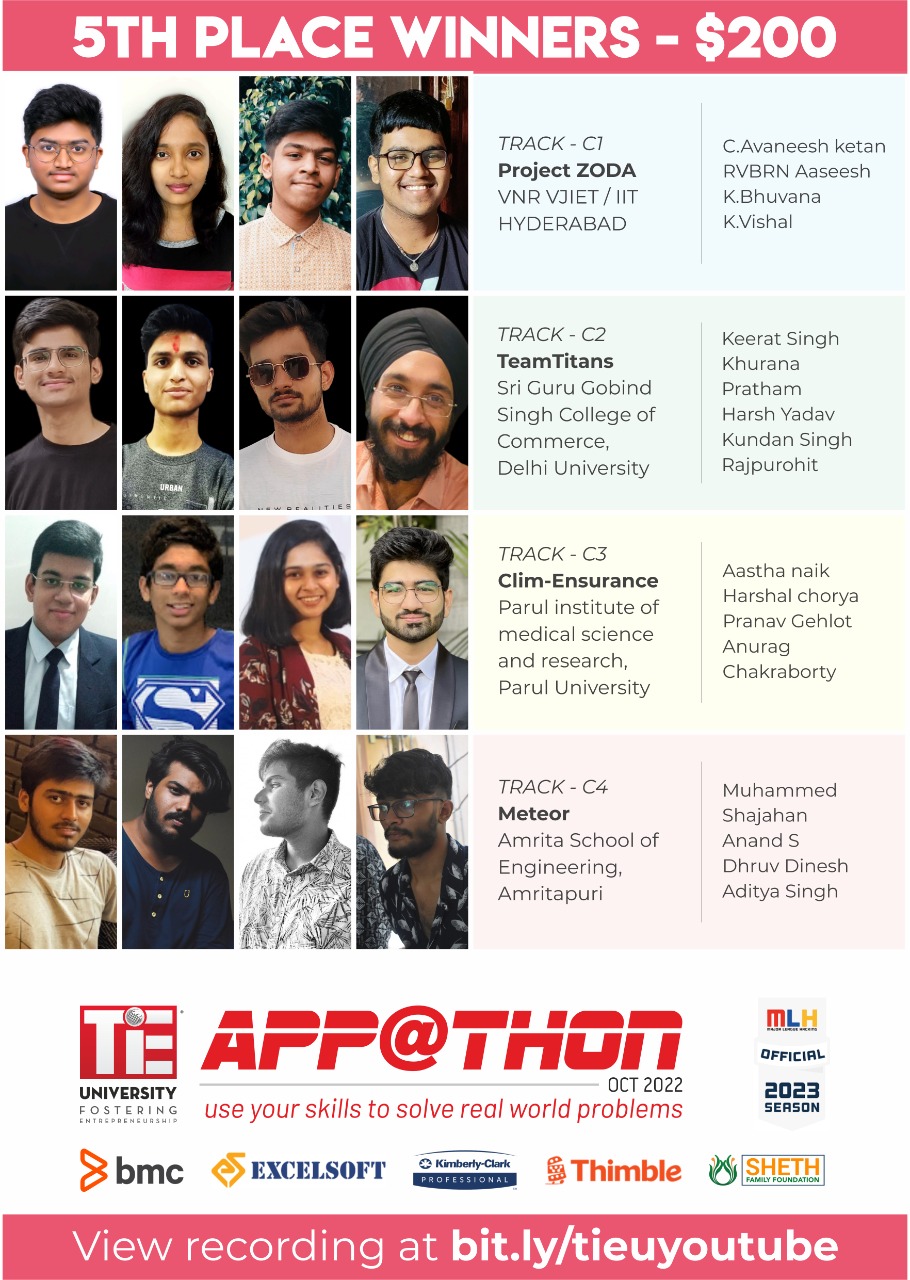 5TH PLACE WINNERS - $200
TRACK - C1
Project ZODA
VNR VJIET / IIT
HYDERABAD
C.Avaneesh ketan
RVBRN Aaseesh
K.Bhuvana
K.Vishal
TRACK - C2
TeamTitans
Sri Guru Gobind
Singh College of
Commerce,
Delhi University
Keerat Singh
Khurana
Pratham
Harsh Yadav
Kundan Singh
Rajpurohit
URBAN
TRACK - C3
Clim-Ensurance
Parul institute of
medical science
and research,
Parul University
Aastha naik
Harshal chorya
Pranav Gehlot
Anurag
Chakraborty
S
TRACK - C4
Meteor
Amrita School of
Engineering,
Amritapuri
Muhammed
Shajahan
Anand S
Dhruv Dinesh
Aditya Singh
TiE
UNIVERSITY
FOSTERING
ENTREPRENEURSHIP
APP@THON
OCT 2022
use your skills to solve real world problems
MLH
MAJOR LEAGUE HACKING
OFFICIAL
2023
SEASON
bmc
EXCELSOFT
Kimberly-Clark
PROFESSIONAL
Thimble
SHETH
FAMILY FOUNDATION
View recording at bit.ly/tieuyoutube